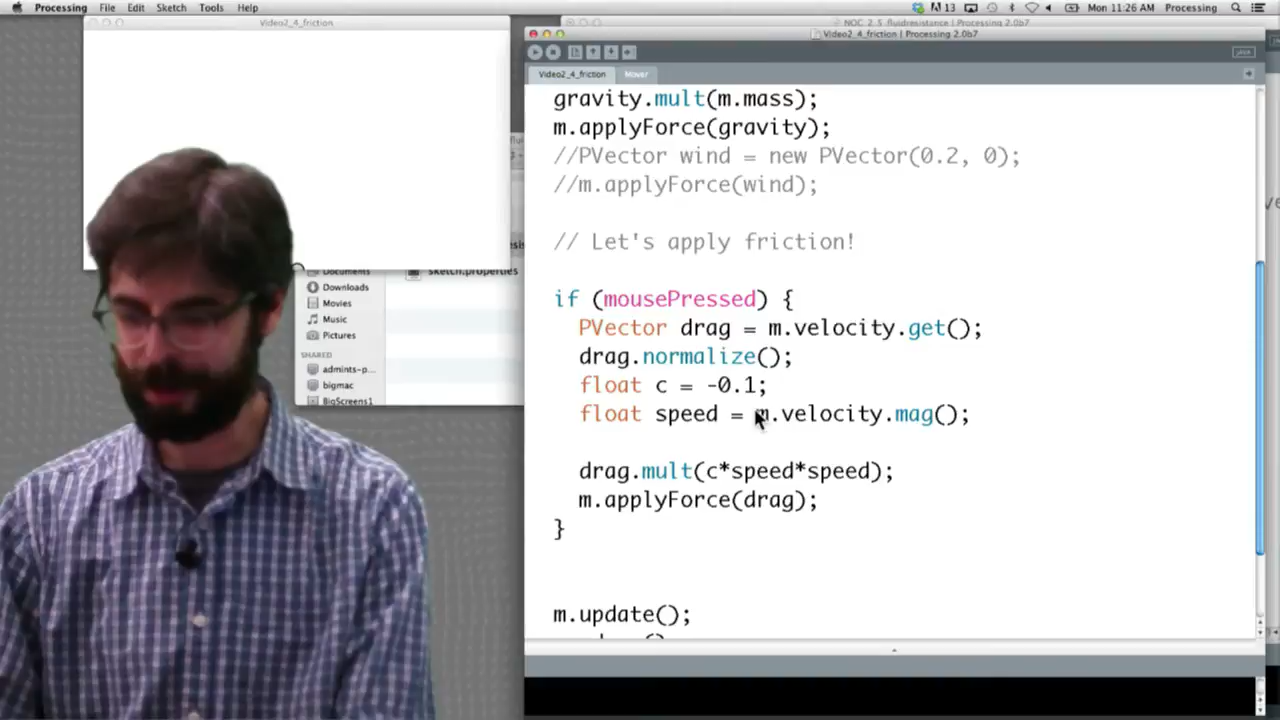 Processing File Edit Sketch Tools Help
13 Mon 11:26 AM Processing
Video2_4_friction
NOC_2_5_fluidresistance | Processing 2.0b7
Video2_4_friction | Processing 2.0b7
Video2_4_friction Mover
gravity.mult(m.mass);
m.applyForce(gravity);
//PVector wind = new PVector(0.2, 0);
//m.applyForce(wind);
// Let's apply friction!
if (mousePressed) {
PVector drag = m.velocity.get();
drag.normalize();
float c = -0.1;
float speed = m.velocity.mag();
drag.mult(c*speed*speed);
m.applyForce(drag);
}
m.update();
Documents
sketch.properties
Downloads
Movies
Music
Pictures
SHARED
admints-p...
bigmac
BigScreens1